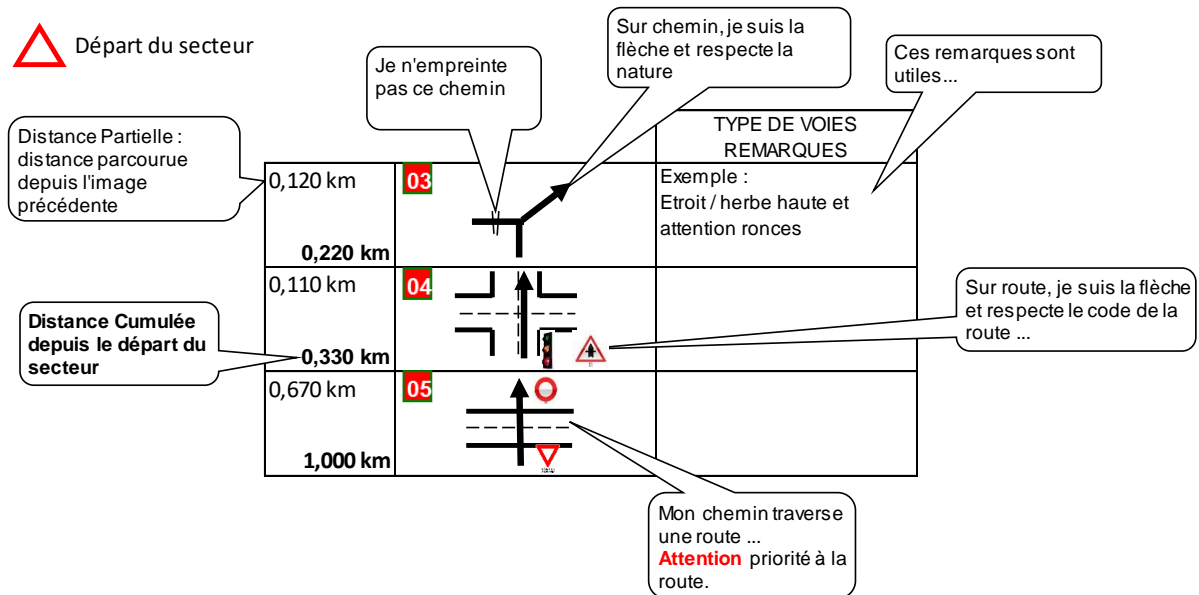 Départ du secteur
Sur chemin, je suis la
flèche et respecte la
nature
Je n'empreinte
pas ce chemin
Ces remarques sont
utiles...
Distance Partielle :
distance parcourue
depuis l'image
précédente
TYPE DE VOIES
REMARQUES
0,120 km
03
0,220 km
Exemple :
Etroit / herbe haute et
attention ronces
0,110 km
04
0,330 km
Distance Cumulée
depuis le départ du
secteur
Sur route, je suis la flèche
et respecte le code de la
route ...
0,670 km
05
1,000 km
Mon chemin traverse
une route ...
Attention priorité à la
route.